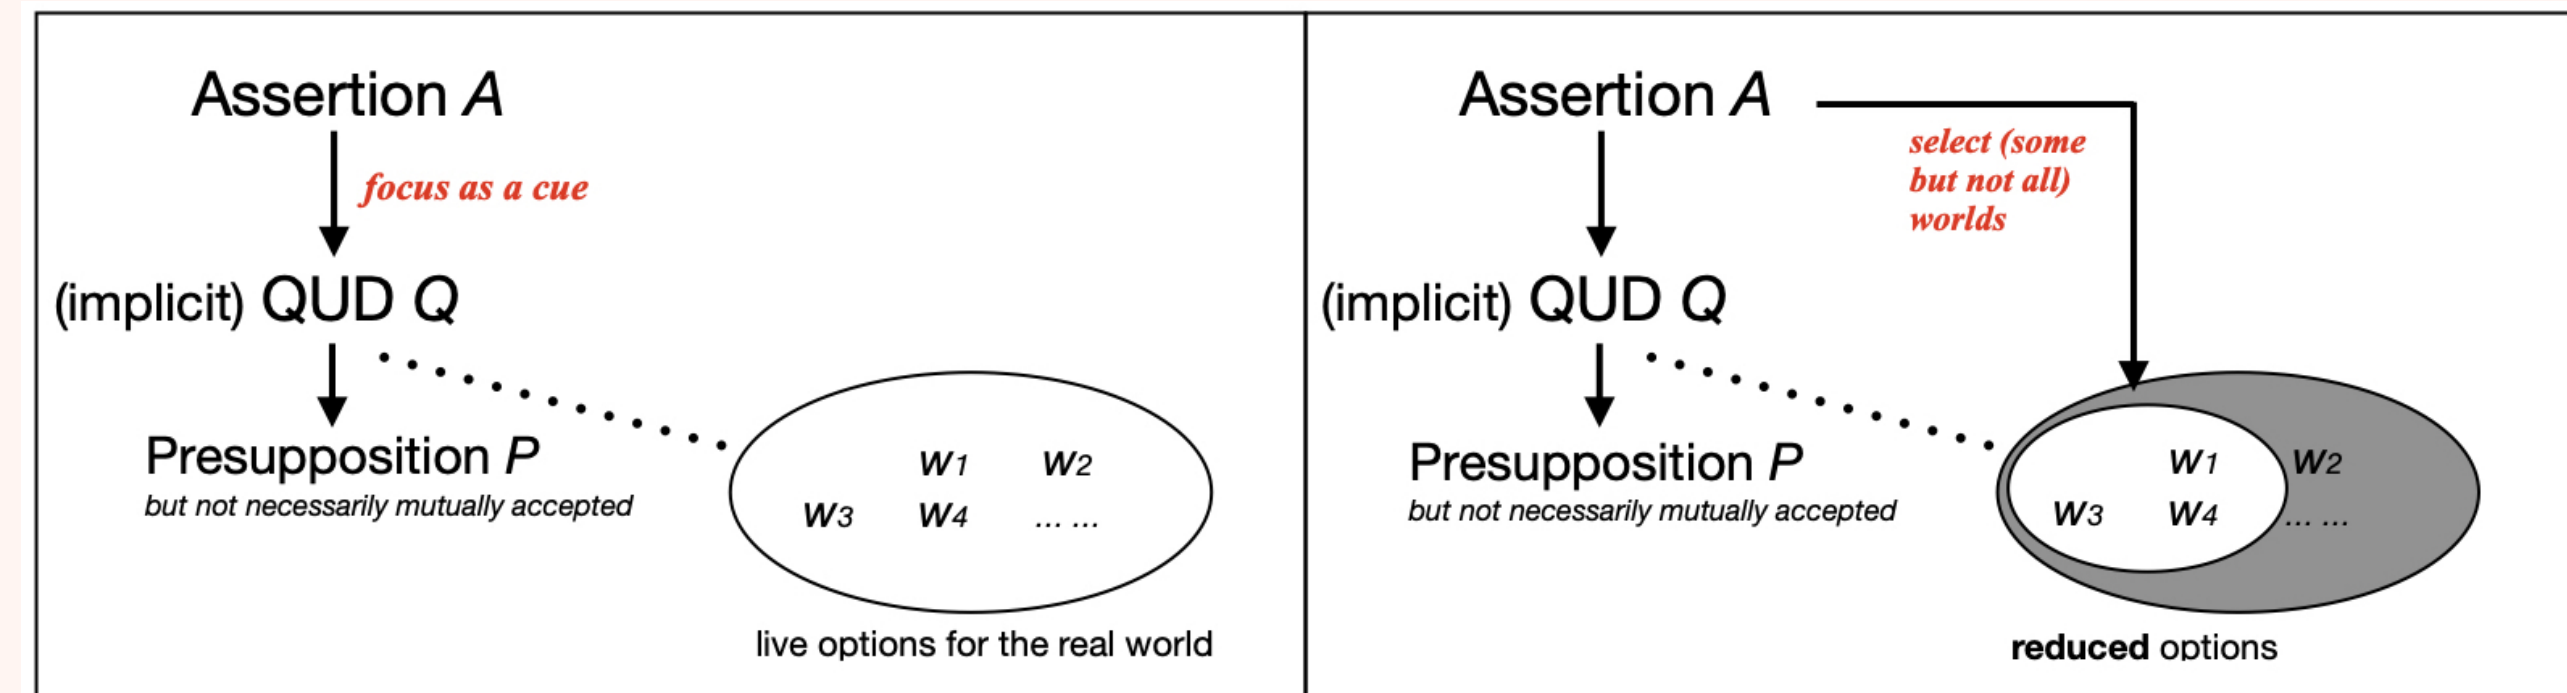 Assertion A
focus as a cue
(implicit) QUD Q
Presupposition P
but not necessarily mutually accepted
w1 w2
w3 w4 ... ...
live options for the real world
Assertion A
select (some
but not all)
worlds
(implicit) QUD Q
Presupposition P
but not necessarily mutually accepted
w1 w2
w3 w4 ... ...
reduced options